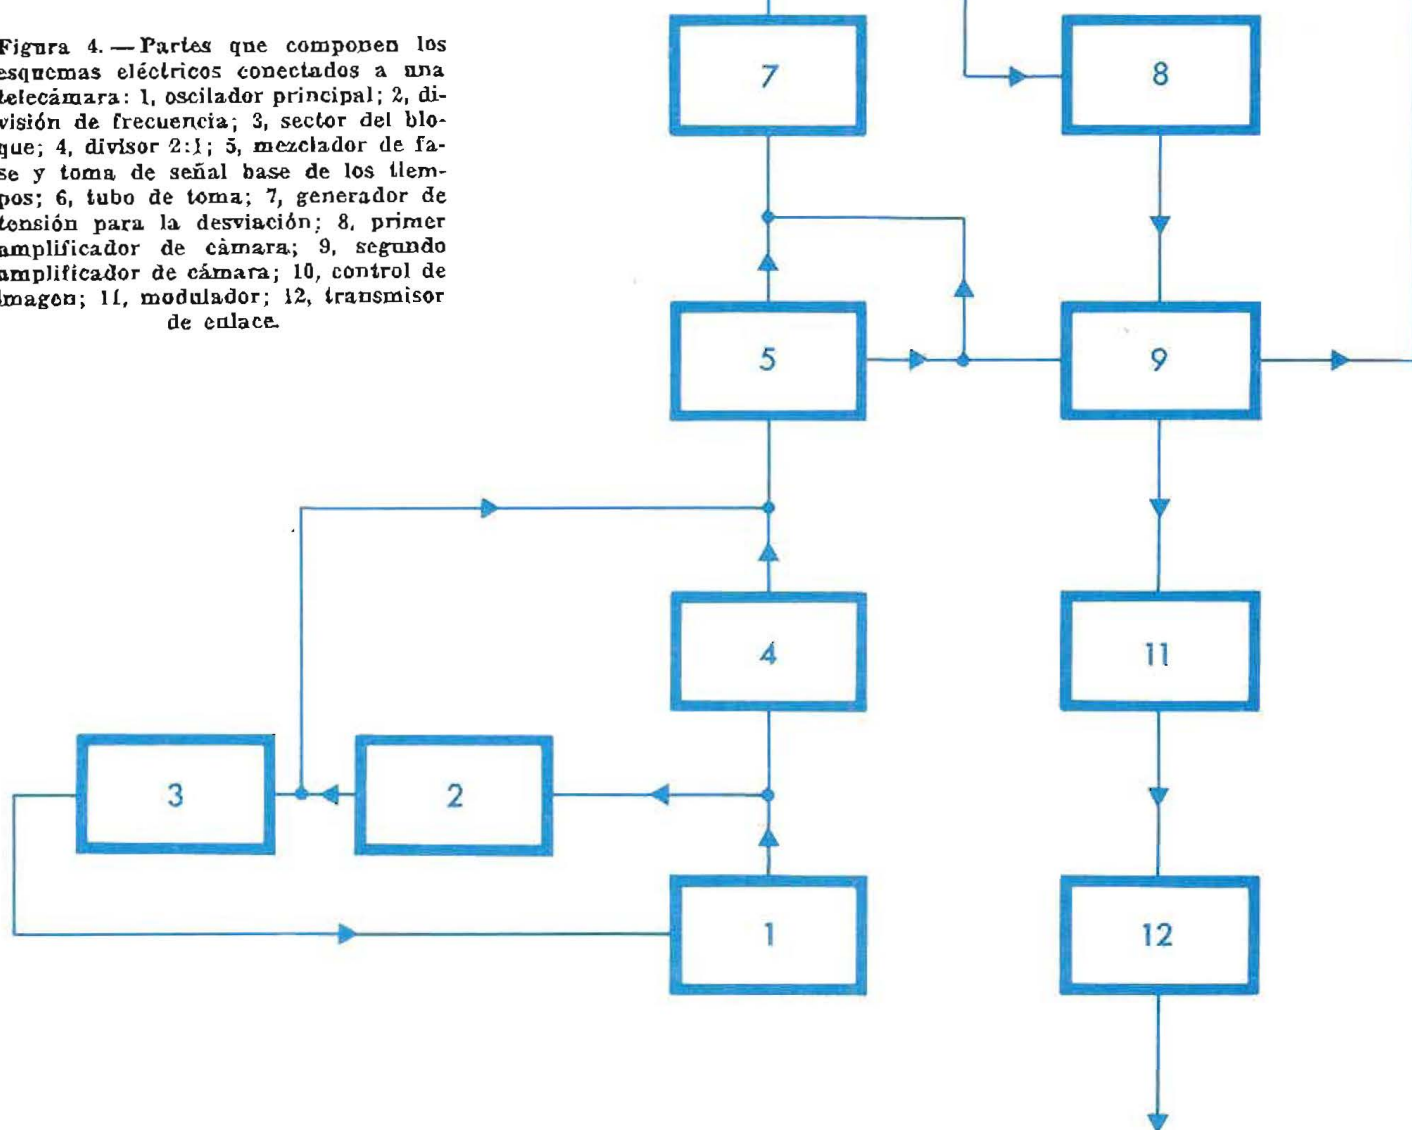 Figura 4. — Partes que componen los
esquemas eléctricos conectados a una
telecámara: 1, oscilador principal; 2, di-
visión de frecuencia; 3, sector del blo-
que; 4, divisor 2:1; 5, mezclador de fa-
se y toma de señal base de los tiem-
pos; 6, tubo de toma; 7, generador de
tensión para la desviación; 8, primer
amplificador de cámara; 9, segundo
amplificador de cámara; 10, control de
imagen; 11, modulador; 12, transmisor
de enlace.
7
8
5
9
4
11
3
2
1
12